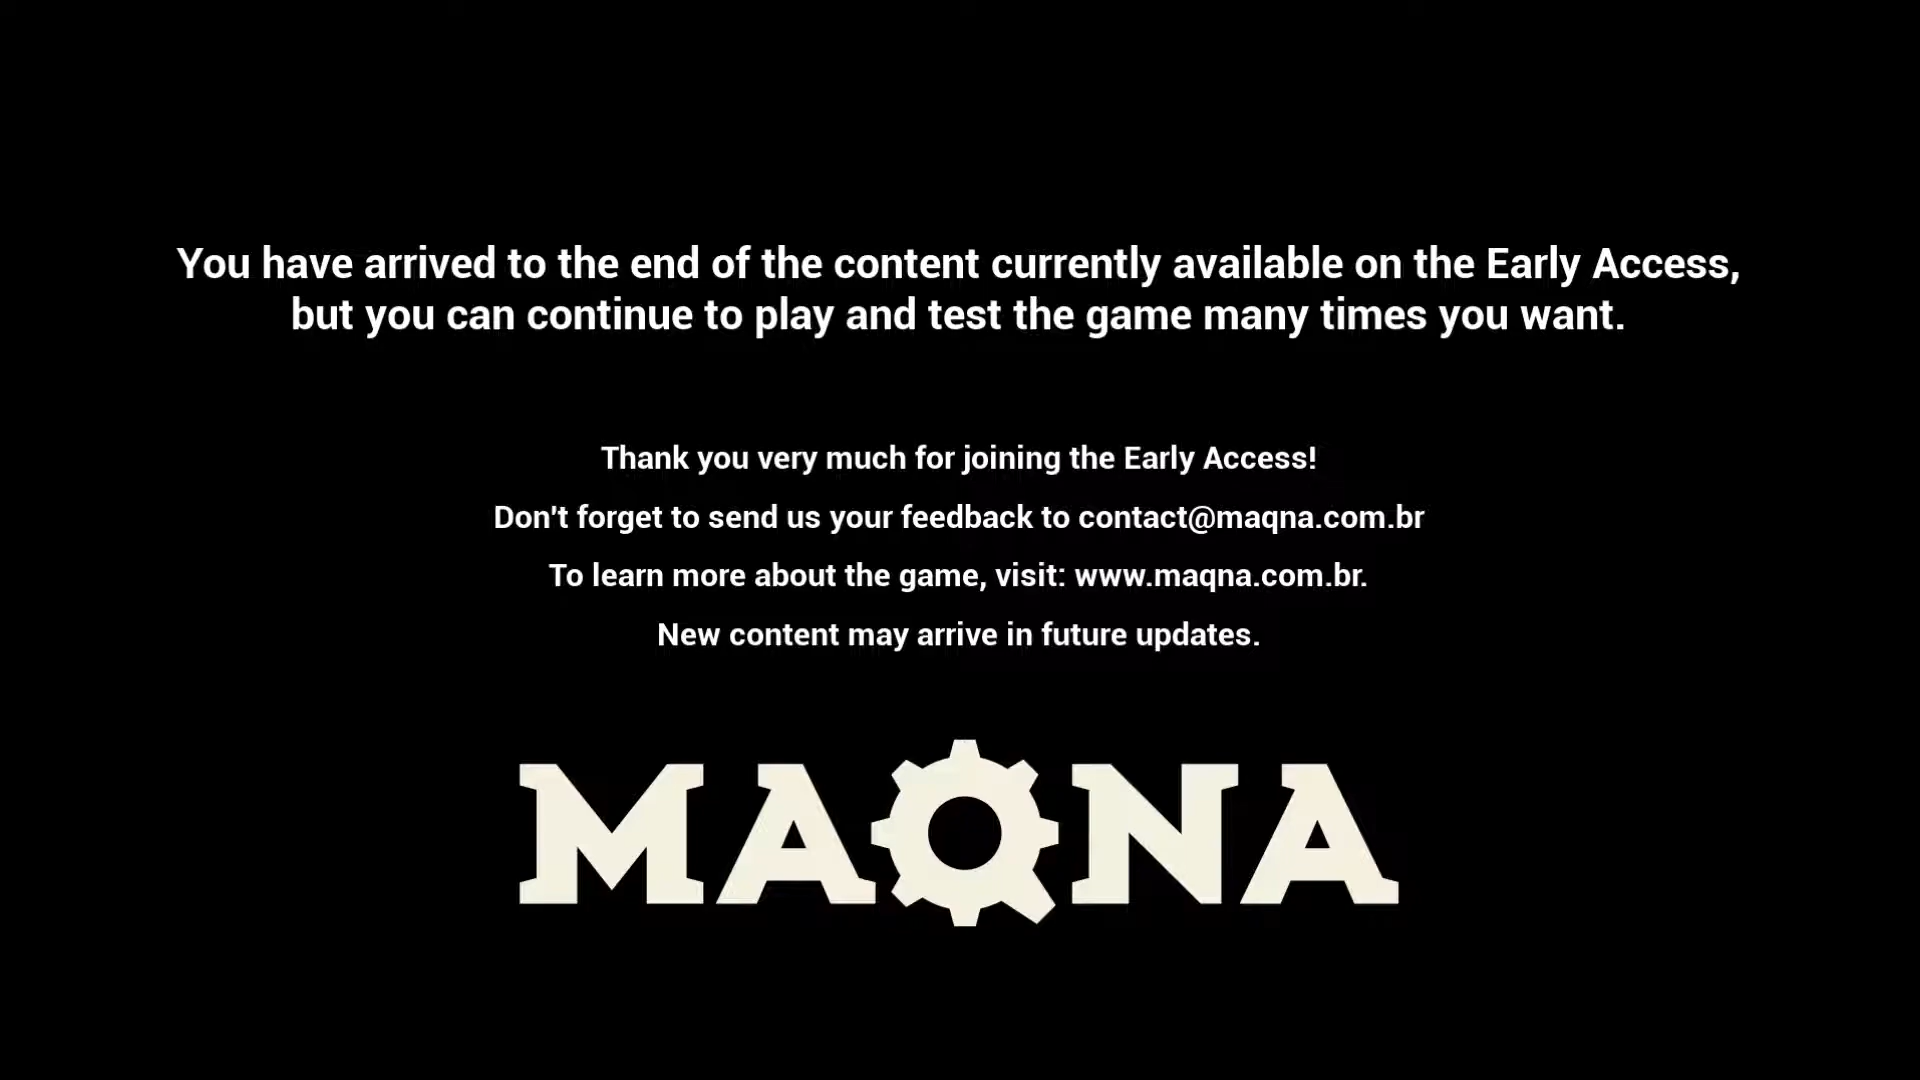 You have arrived to the end of the content currently available on the Early Access,
but you can continue to play and test the game many times you want.
Thank you very much for joining the Early Access!
Don't forget to send us your feedback to contact@maqna.com.br
To learn more about the game, visit: www.maqna.com.br.
New content may arrive in future updates.
MAQNA